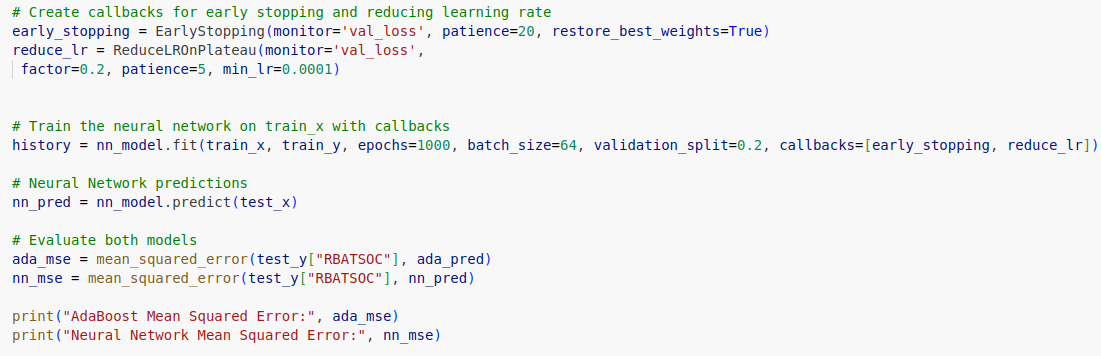 # Create callbacks for early stopping and reducing learning rate
early_stopping = EarlyStopping(monitor='val_loss', patience=20, restore_best_weights=True)
reduce_lr = ReduceLROnPlateau(monitor='val_loss',
 factor=0.2, patience=5, min_lr=0.0001)
# Train the neural network on train_x with callbacks
history = nn_model.fit(train_x, train_y, epochs=1000, batch_size=64, validation_split=0.2, callbacks=[early_stopping, reduce_lr])
# Neural Network predictions
nn_pred = nn_model.predict(test_x)
# Evaluate both models
ada_mse = mean_squared_error(test_y["RBATSOC"], ada_pred)
nn_mse = mean_squared_error(test_y["RBATSOC"], nn_pred)
print("AdaBoost Mean Squared Error:", ada_mse)
print("Neural Network Mean Squared Error:", nn_mse)